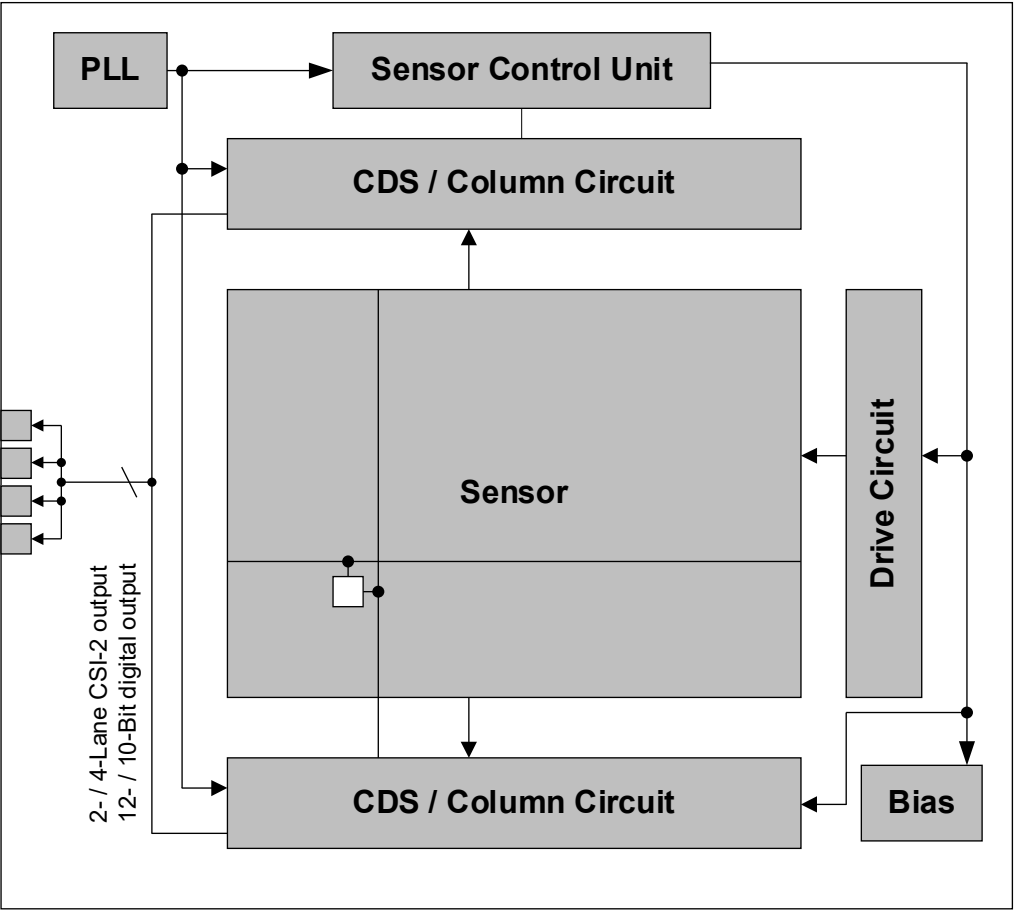 PLL
Sensor Control Unit
CDS / Column Circuit
Sensor
Drive Circuit
2- / 4-Lane CSI-2 output
12- / 10-Bit digital output
CDS / Column Circuit
Bias